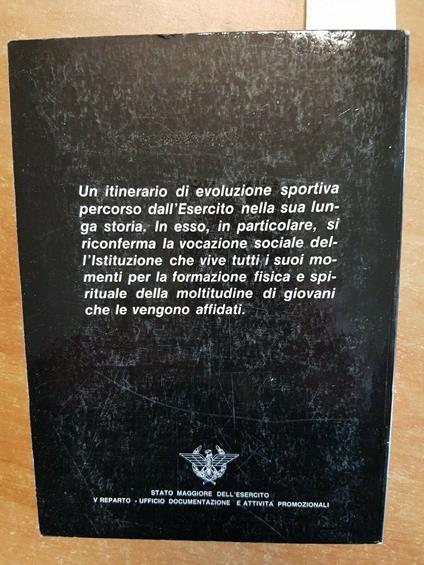 Un itinerario di evoluzione sportiva
percorso dall'Esercito nella sua lun-
ga storia. In esso, in particolare, si
riconferma la vocazione sociale del-
l'Istituzione che vive tutti i suoi mo-
menti per la formazione fisica e spi-
rituale della moltitudine di giovani
che le vengono affidati.
STATO MAGGIORE DELL'ESERCITO
V REPARTO - UFFICIO DOCUMENTAZIONE E ATTIVITA PROMOZIONALI